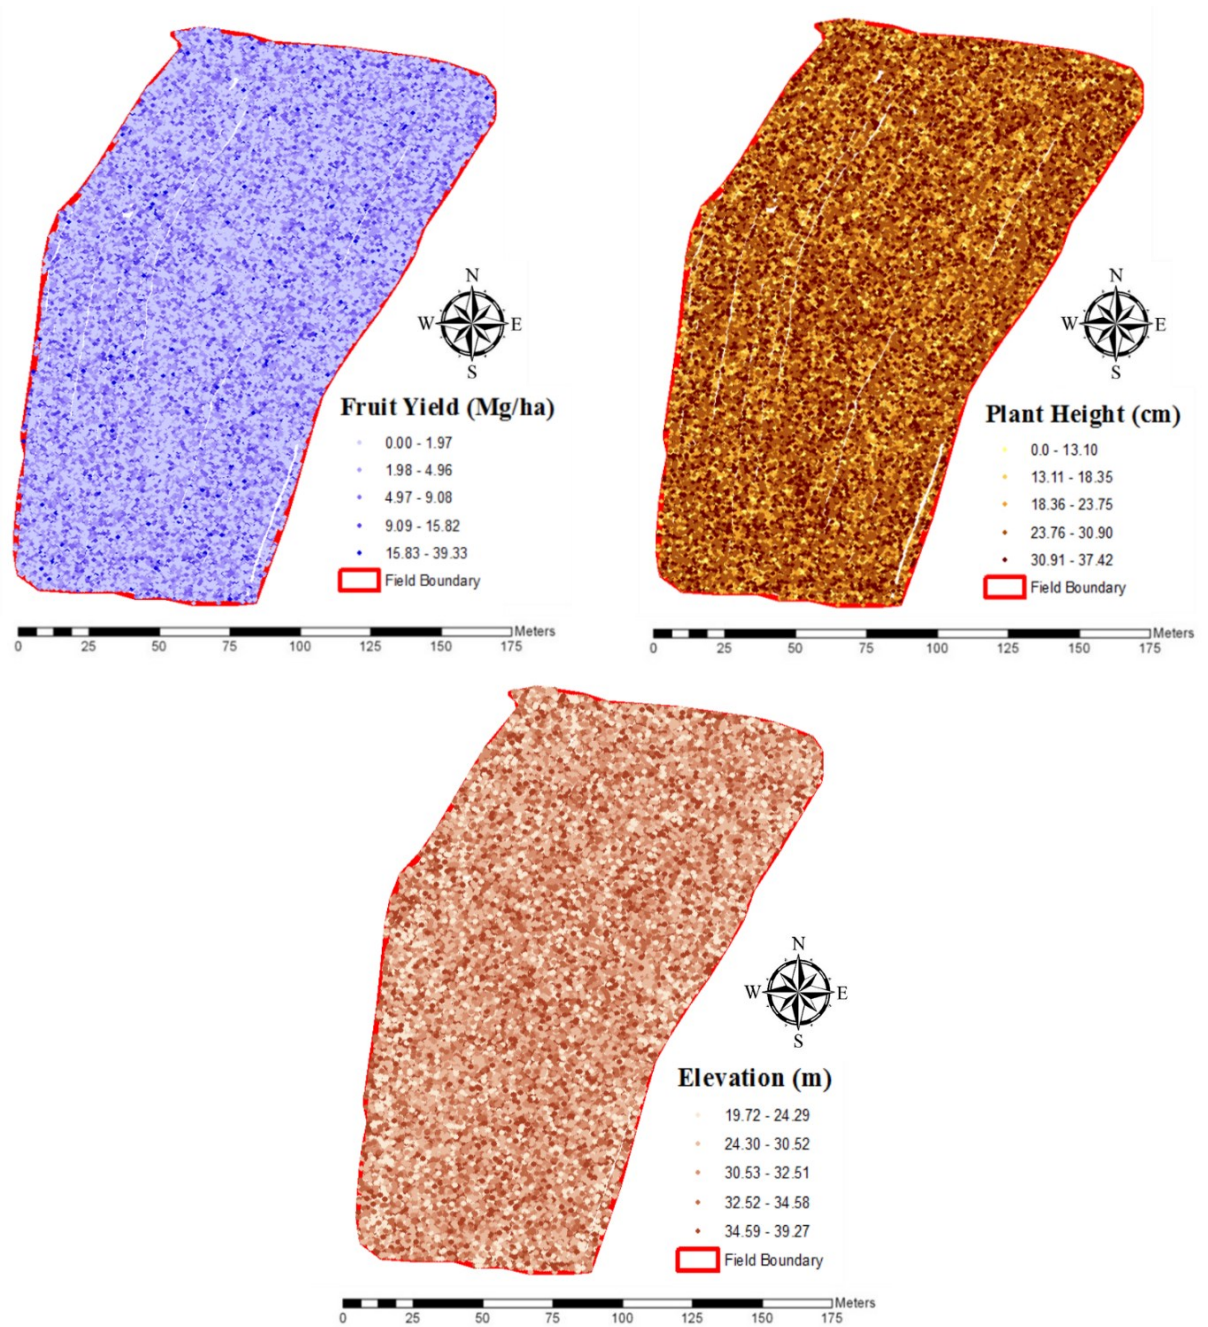 N
W E
S
Fruit Yield (Mg/ha)
0.00 - 1.97
1.98 - 4.96
4.97 - 9.08
9.09 - 15.82
15.83 - 39.33
Field Boundary
Meters
0 25 50 75 100 125 150 175
N
W E
S
Plant Height (cm)
0.0 - 13.10
13.11 - 18.35
18.36 - 23.75
23.76 - 30.90
30.91 - 37.42
Field Boundary
Meters
0 25 50 75 100 125 150 175
N
W E
S
Elevation (m)
19.72 - 24.29
24.30 - 30.52
30.53 - 32.51
32.52 - 34.58
34.59 - 39.27
Field Boundary
Meters
0 25 50 75 100 125 150 175